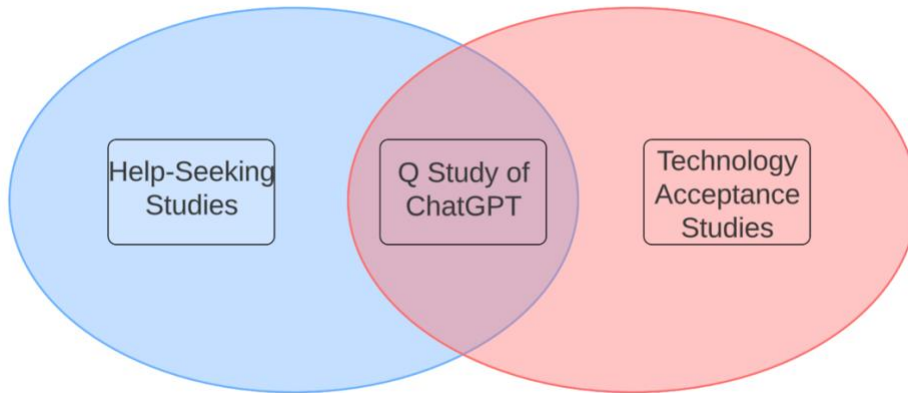 Help-Seeking
Studies
Q Study of
ChatGPT
Technology
Acceptance
Studies